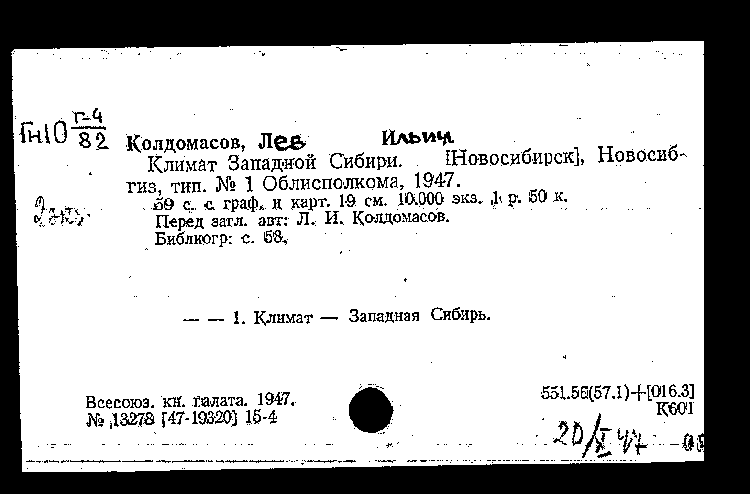 Гн10 Г-4/82
Колдомасов, Лев Ильич
Климат Западной Сибири. [Новосибирск], Новосиб-
гиз, тип. № 1 Облисполкома, 1947.
59 с. с граф. и карт. 19 см. 10.000 экз. 1 р. 50 к.
Перед загл. авт: Л. И. Колдомасов.
Библиогр: с. 58.
— — 1. Климат — Западная Сибирь.
Всесоюз. кн. палата. 1947.
№ 13278 [47-19320] 15-4
551.56(57.1)+[016.3]
К601
20/X 47